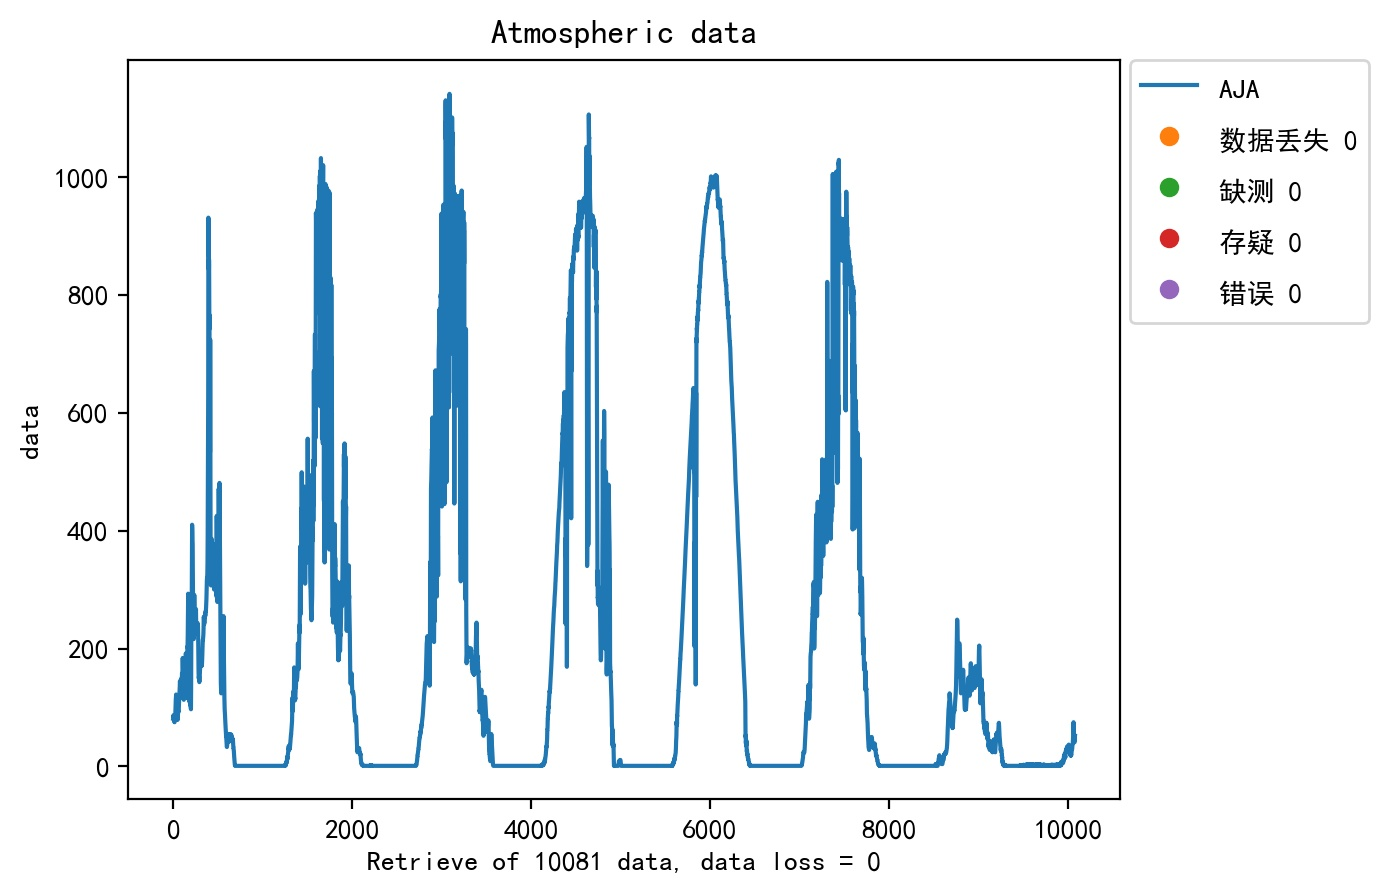 Atmospheric data
AJA
数据丢失 0
缺测 0
存疑 0
错误 0
data
1000
800
600
400
200
0
0 2000 4000 6000 8000 10000
Retrieve of 10081 data, data loss = 0